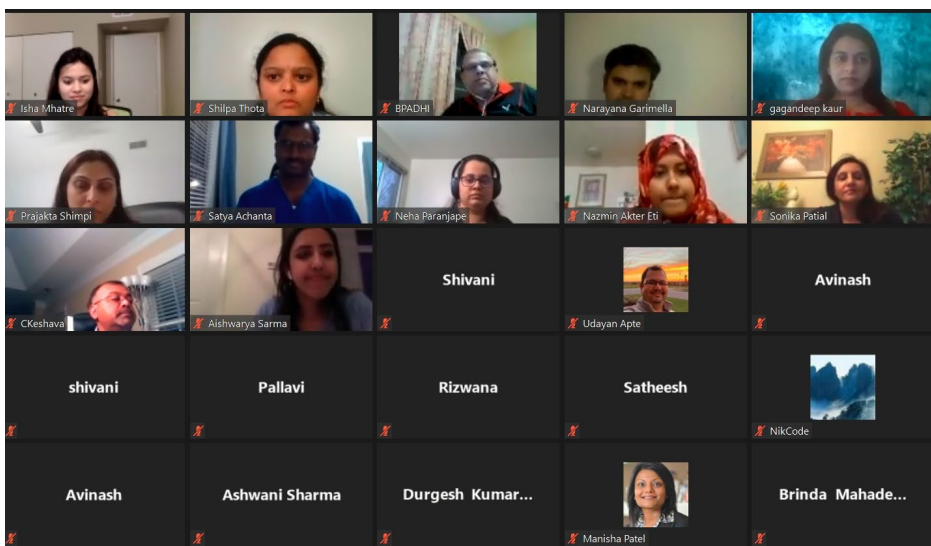 Isha Mhatre
Shilpa Thota
BPADHI
Narayana Garimella
gagandeep kaur
Prajakta Shimpi
Satya Achanta
Neha Paranjape
Nazmin Akter Eti
Sonika Patial
CKeshava
Aishwarya Sarma
Shivani
Udayan Apte
Avinash
shivani
Pallavi
Rizwana
Satheesh
NikCode
Avinash
Ashwani Sharma
Durgesh Kumar...
Manisha Patel
Brinda Mahade...